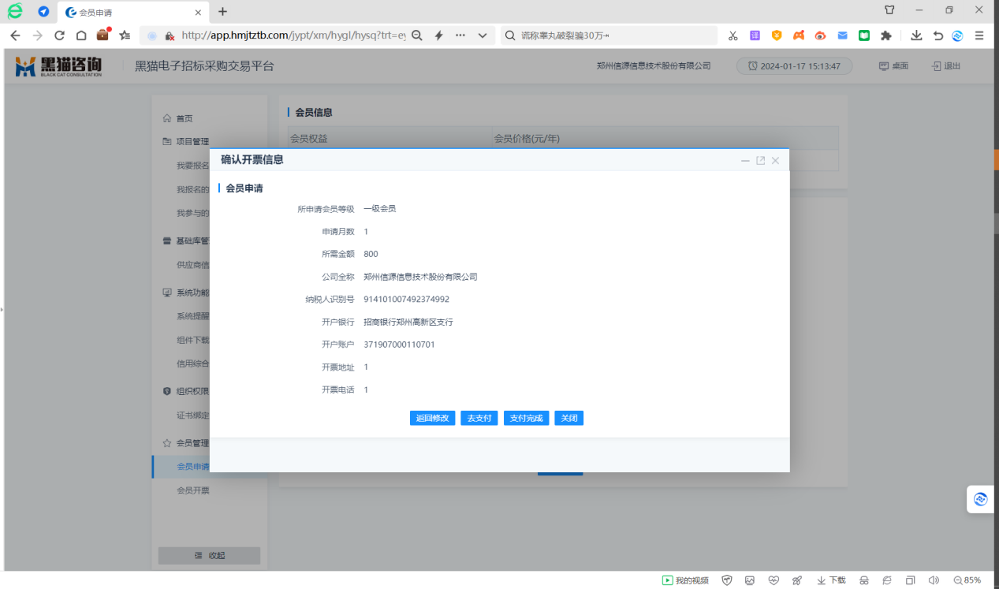 会员申请
http://app.hmjtztb.com/jypt/xm/hygl/hysq?trt=ey
谎称睾丸破裂骗30万
译
黑猫咨询
BLACK CAT CONSULTATION
黑猫电子招标采购交易平台
郑州信源信息技术股份有限公司
2024-01-17 15:13:47
桌面
退出
首页
项目管理
我要报名
我报名的
我参与的
基础库管
供应商信
系统功能
系统提醒
组件下载
信用综合
组织权限
证书绑定
会员管理
会员申请
会员开票
收起
会员信息
会员权益 会员价格(元/年)
确认开票信息
会员申请
所申请会员等级 一级会员
申请月数 1
所需金额 800
公司全称 郑州信源信息技术股份有限公司
纳税人识别号 914101007492374992
开户银行 招商银行郑州高新区支行
开户账户 371907000110701
开票地址 1
开票电话 1
返回修改 去支付 支付完成 关闭
我的视频
下载
85%